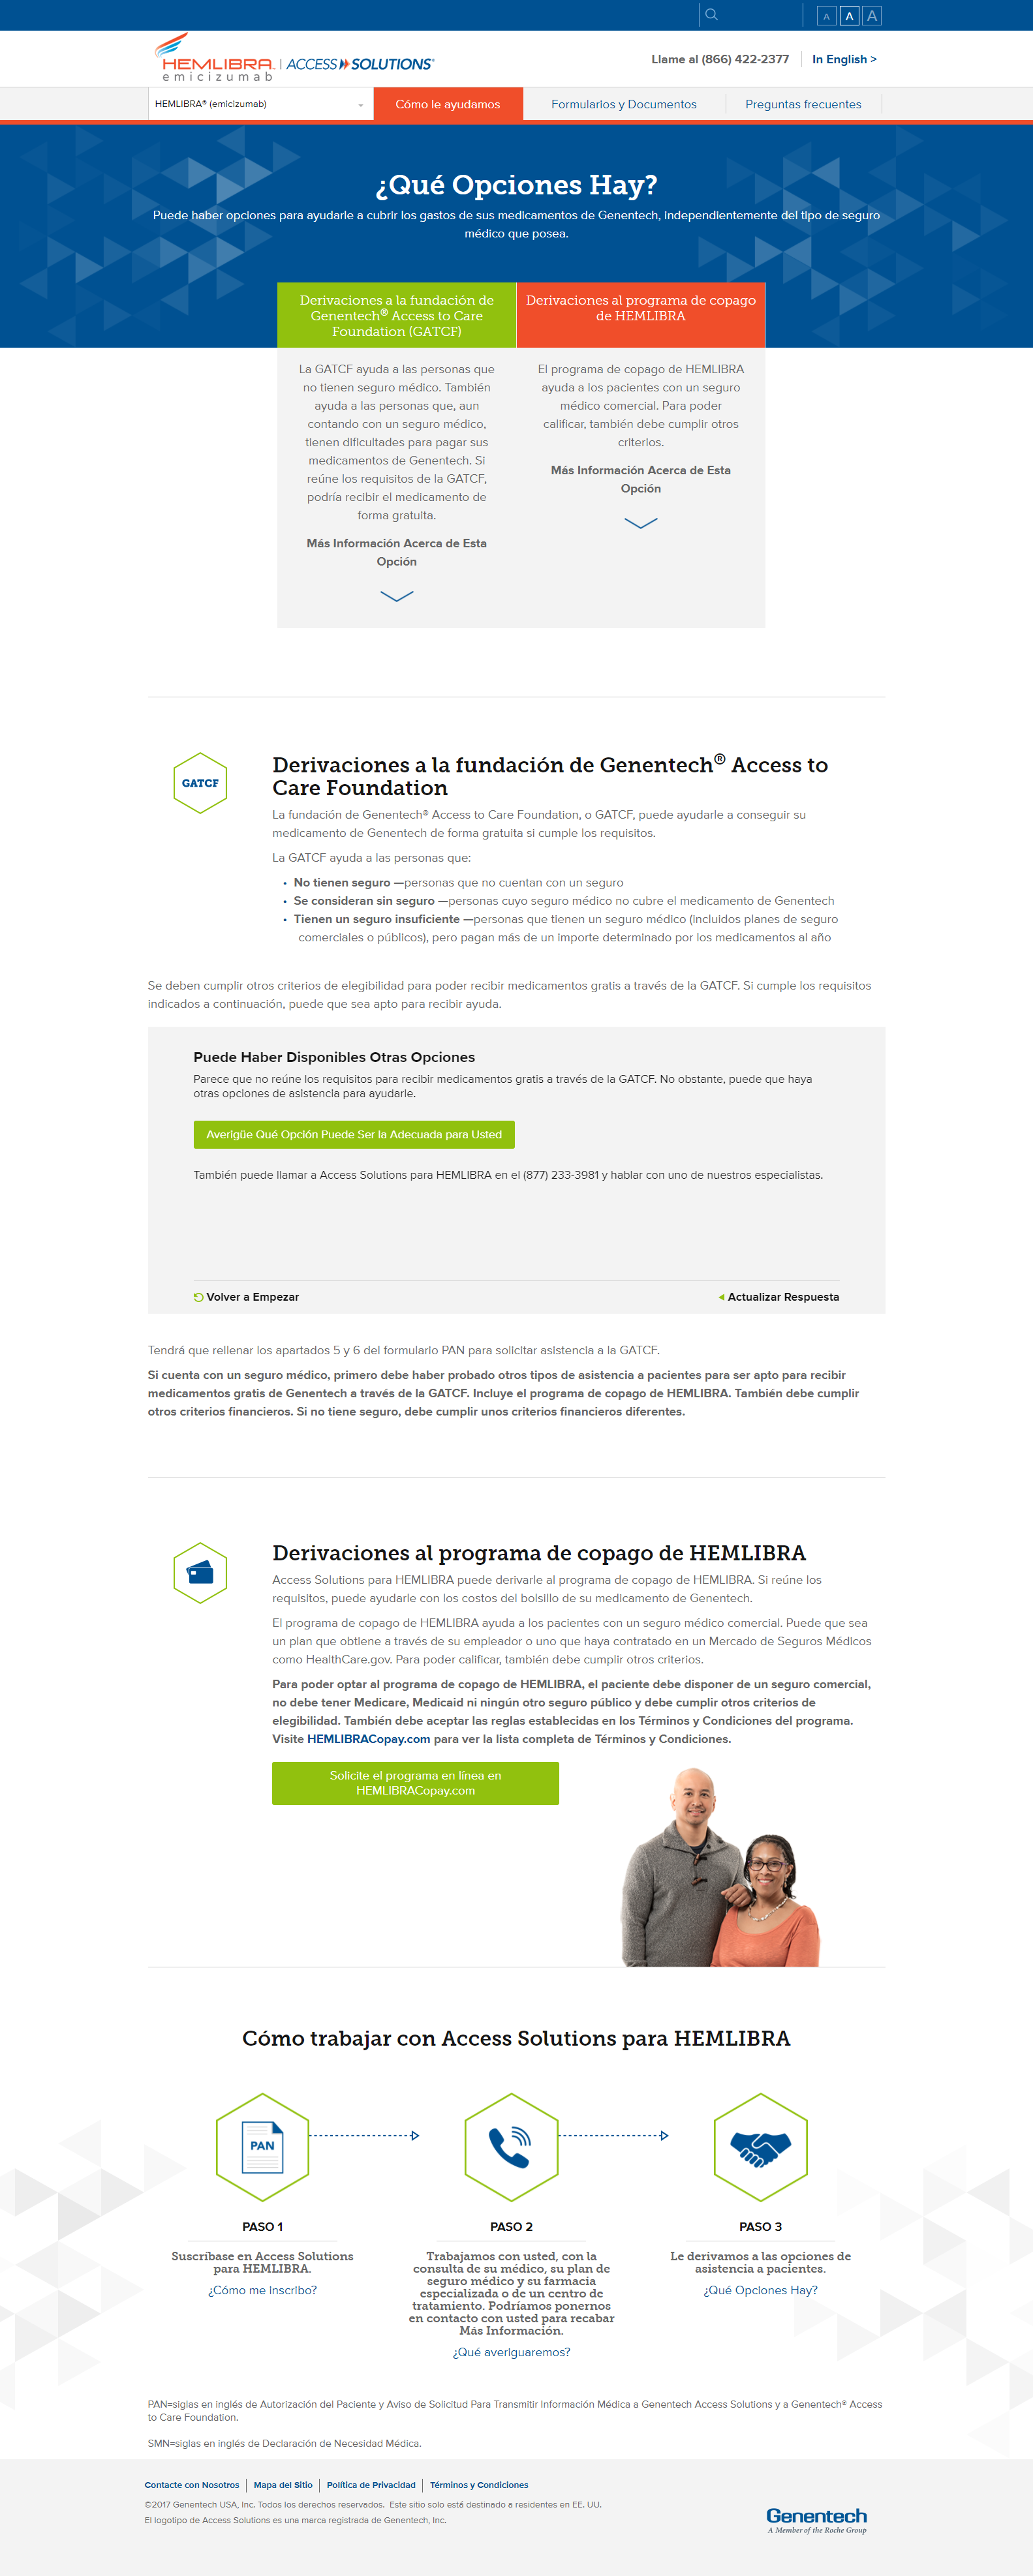 A A A
HEMLIBRA
emicizumab
ACCESS SOLUTIONS®
Llame al (866) 422-2377
In English >
HEMLIBRA® (emicizumab)
Cómo le ayudamos
Formularios y Documentos
Preguntas frecuentes
¿Qué Opciones Hay?
Puede haber opciones para ayudarle a cubrir los gastos de sus medicamentos de Genentech, independientemente del tipo de seguro
médico que posea.
Derivaciones a la fundación de
Genentech® Access to Care
Foundation (GATCF)
La GATCF ayuda a las personas que
no tienen seguro médico. También
ayuda a las personas que, aun
contando con un seguro médico,
tienen dificultades para pagar sus
medicamentos de Genentech. Si
reúne los requisitos de la GATCF,
podría recibir el medicamento de
forma gratuita.
Más Información Acerca de Esta
Opción
Derivaciones al programa de copago
de HEMLIBRA
El programa de copago de HEMLIBRA
ayuda a los pacientes con un seguro
médico comercial. Para poder
calificar, también debe cumplir otros
criterios.
Más Información Acerca de Esta
Opción
GATCF
Derivaciones a la fundación de Genentech® Access to
Care Foundation
La fundación de Genentech® Access to Care Foundation, o GATCF, puede ayudarle a conseguir su
medicamento de Genentech de forma gratuita si cumple los requisitos.
La GATCF ayuda a las personas que:
• No tienen seguro —personas que no cuentan con un seguro
• Se consideran sin seguro —personas cuyo seguro médico no cubre el medicamento de Genentech
• Tienen un seguro insuficiente —personas que tienen un seguro médico (incluidos planes de seguro
comerciales o públicos), pero pagan más de un importe determinado por los medicamentos al año
Se deben cumplir otros criterios de elegibilidad para poder recibir medicamentos gratis a través de la GATCF. Si cumple los requisitos
indicados a continuación, puede que sea apto para recibir ayuda.
Puede Haber Disponibles Otras Opciones
Parece que no reúne los requisitos para recibir medicamentos gratis a través de la GATCF. No obstante, puede que haya
otras opciones de asistencia para ayudarle.
Averigüe Qué Opción Puede Ser la Adecuada para Usted
También puede llamar a Access Solutions para HEMLIBRA en el (877) 233-3981 y hablar con uno de nuestros especialistas.
Volver a Empezar
Actualizar Respuesta
Tendrá que rellenar los apartados 5 y 6 del formulario PAN para solicitar asistencia a la GATCF.
Si cuenta con un seguro médico, primero debe haber probado otros tipos de asistencia a pacientes para ser apto para recibir
medicamentos gratis de Genentech a través de la GATCF. Incluye el programa de copago de HEMLIBRA. También debe cumplir
otros criterios financieros. Si no tiene seguro, debe cumplir unos criterios financieros diferentes.
Derivaciones al programa de copago de HEMLIBRA
Access Solutions para HEMLIBRA puede derivarle al programa de copago de HEMLIBRA. Si reúne los
requisitos, puede ayudarle con los costos del bolsillo de su medicamento de Genentech.
El programa de copago de HEMLIBRA ayuda a los pacientes con un seguro médico comercial. Puede que sea
un plan que obtiene a través de su empleador o uno que haya contratado en un Mercado de Seguros Médicos
como HealthCare.gov. Para poder calificar, también debe cumplir otros criterios.
Para poder optar al programa de copago de HEMLIBRA, el paciente debe disponer de un seguro comercial,
no debe tener Medicare, Medicaid ni ningún otro seguro público y debe cumplir otros criterios de
elegibilidad. También debe aceptar las reglas establecidas en los Términos y Condiciones del programa.
Visite HEMLIBRACopay.com para ver la lista completa de Términos y Condiciones.
Solicite el programa en línea en
HEMLIBRACopay.com
Cómo trabajar con Access Solutions para HEMLIBRA
PAN
PASO 1
Suscríbase en Access Solutions
para HEMLIBRA.
¿Cómo me inscribo?
PASO 2
Trabajamos con usted, con la
consulta de su médico, su plan de
seguro médico y su farmacia
especializada o de un centro de
tratamiento. Podríamos ponernos
en contacto con usted para recabar
Más Información.
¿Qué averiguaremos?
PASO 3
Le derivamos a las opciones de
asistencia a pacientes.
¿Qué Opciones Hay?
PAN=siglas en inglés de Autorización del Paciente y Aviso de Solicitud Para Transmitir Información Médica a Genentech Access Solutions y a Genentech® Access
to Care Foundation.
SMN=siglas en inglés de Declaración de Necesidad Médica.
Contacte con Nosotros
Mapa del Sitio
Política de Privacidad
Términos y Condiciones
©2017 Genentech USA, Inc. Todos los derechos reservados. Este sitio solo está destinado a residentes en EE. UU.
El logotipo de Access Solutions es una marca registrada de Genentech, Inc.
Genentech
A Member of the Roche Group